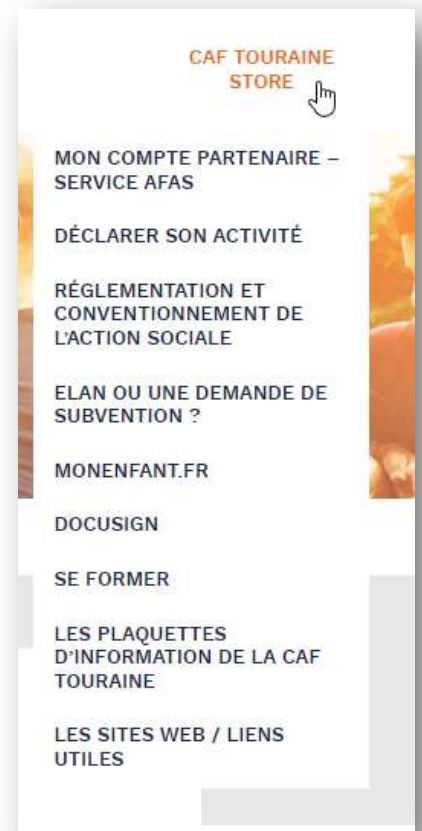 CAF TOURAINE
STORE
MON COMPTE PARTENAIRE –
SERVICE AFAS
DÉCLARER SON ACTIVITÉ
RÉGLEMENTATION ET
CONVENTIONNEMENT DE
L'ACTION SOCIALE
ELAN OU UNE DEMANDE DE
SUBVENTION ?
MONENFANT.FR
DOCUSIGN
SE FORMER
LES PLAQUETTES
D'INFORMATION DE LA CAF
TOURAINE
LES SITES WEB / LIENS
UTILES